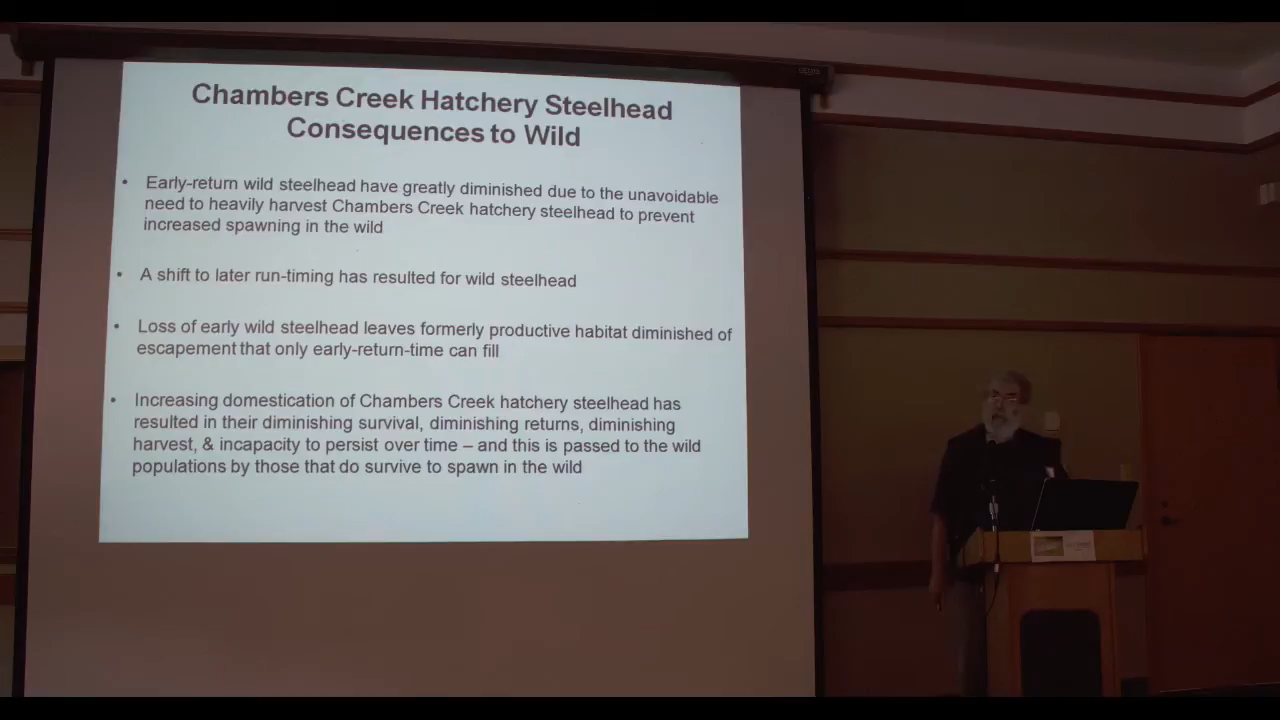 Chambers Creek Hatchery Steelhead
Consequences to Wild
• Early-return wild steelhead have greatly diminished due to the unavoidable
need to heavily harvest Chambers Creek hatchery steelhead to prevent
increased spawning in the wild
• A shift to later run-timing has resulted for wild steelhead
• Loss of early wild steelhead leaves formerly productive habitat diminished of
escapement that only early-return-time can fill
• Increasing domestication of Chambers Creek hatchery steelhead has
resulted in their diminishing survival, diminishing returns, diminishing
harvest, & incapacity to persist over time – and this is passed to the wild
populations by those that do survive to spawn in the wild